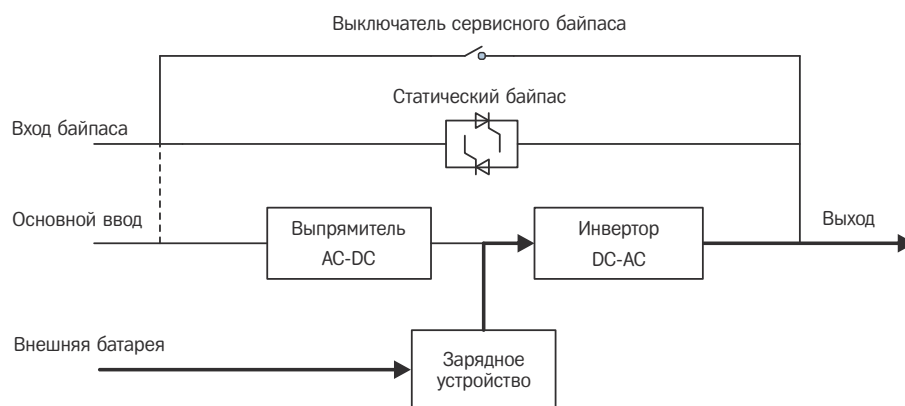 Выключатель сервисного байпаса
Статический байпас
Вход байпаса
Основной ввод
Выпрямитель
AC-DC
Инвертор
DC-AC
Выход
Внешняя батарея
Зарядное
устройство